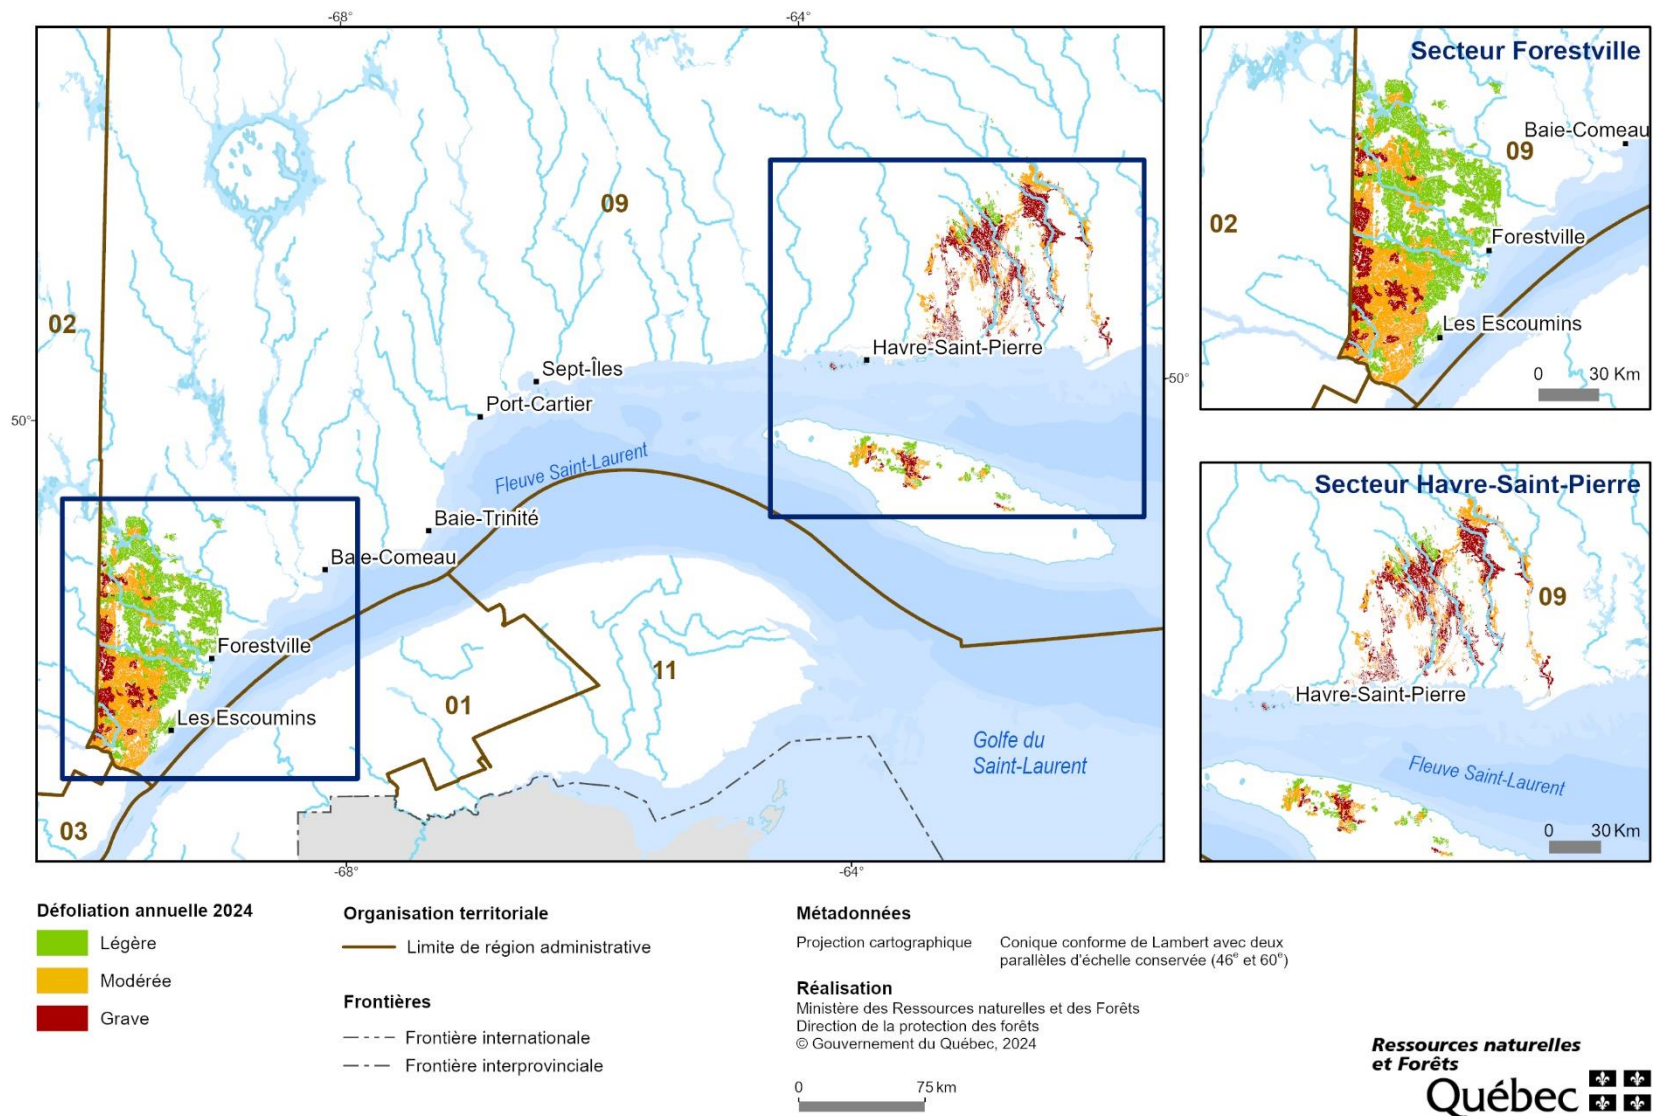 -68°
-64°
02
09
Havre-Saint-Pierre
Sept-Îles
Port-Cartier
50°
50°
Fleuve Saint-Laurent
Baie-Trinité
Baie-Comeau
Forestville
Les Escoumins
01
11
03
Golfe du
Saint-Laurent
-68°
-64°
Secteur Forestville
Baie-Comeau
09
02
Forestville
Les Escoumins
0 30 Km
Secteur Havre-Saint-Pierre
09
Havre-Saint-Pierre
Fleuve Saint-Laurent
0 30 Km
Défoliation annuelle 2024
Légère
Modérée
Grave
Organisation territoriale
Limite de région administrative
Frontières
Frontière internationale
Frontière interprovinciale
Métadonnées
Projection cartographique Conique conforme de Lambert avec deux
parallèles d'échelle conservée (46e et 60e)
Réalisation
Ministère des Ressources naturelles et des Forêts
Direction de la protection des forêts
© Gouvernement du Québec, 2024
0 75 km
Ressources naturelles
et Forêts
Québec